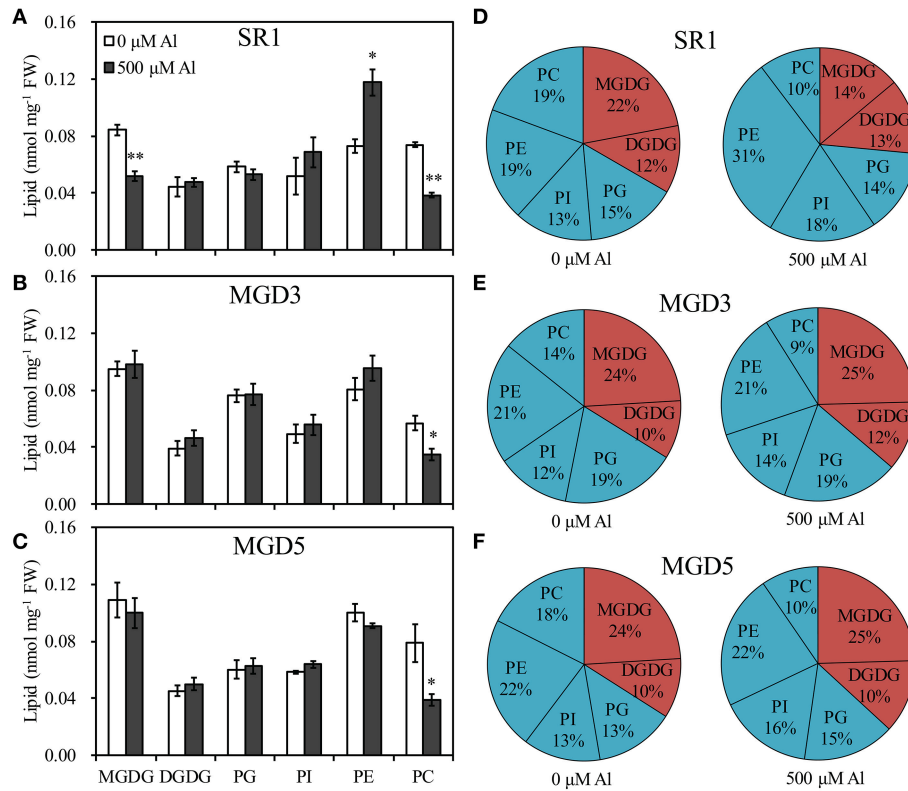 A
SR1
0 μM Al
500 μM Al
Lipid (nmol mg⁻¹ FW)
0.16
0.12
0.08
0.04
0.00
**
*
**
B
MGD3
Lipid (nmol mg⁻¹ FW)
0.16
0.12
0.08
0.04
0.00
*
C
MGD5
Lipid (nmol mg⁻¹ FW)
0.16
0.12
0.08
0.04
0.00
*
MGDG DGDG PG PI PE PC
D
SR1
PC
19%
MGDG
22%
DGDG
12%
PG
15%
PI
13%
PE
19%
0 μM Al
PC
10%
MGDG
14%
DGDG
13%
PG
14%
PI
18%
PE
31%
500 μM Al
E
MGD3
PC
14%
MGDG
24%
DGDG
10%
PG
19%
PI
12%
PE
21%
0 μM Al
PC
9%
MGDG
25%
DGDG
12%
PG
19%
PI
14%
PE
21%
500 μM Al
F
MGD5
PC
18%
MGDG
24%
DGDG
10%
PG
13%
PI
13%
PE
22%
0 μM Al
PC
10%
MGDG
25%
DGDG
10%
PG
15%
PI
16%
PE
22%
500 μM Al